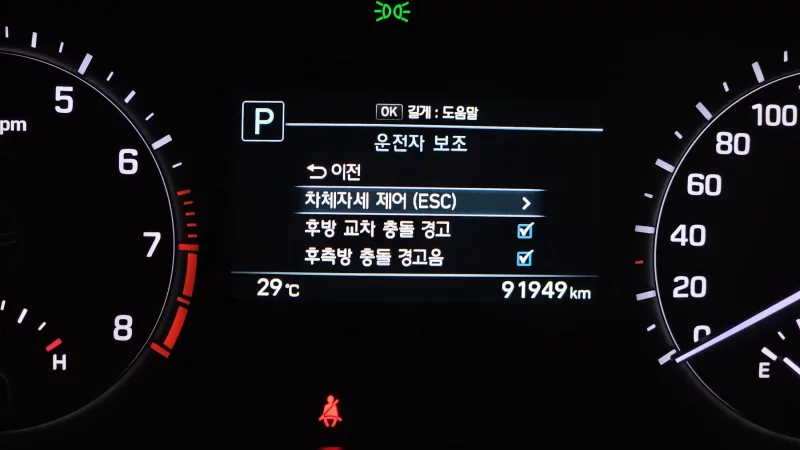 P
OK 길게 : 도움말
운전자 보조
이전
차체자세 제어 (ESC)
후방 교차 충돌 경고
후측방 충돌 경고음
29℃
91949 km
5
6
7
8
pm
H
100
80
60
40
20
0
E